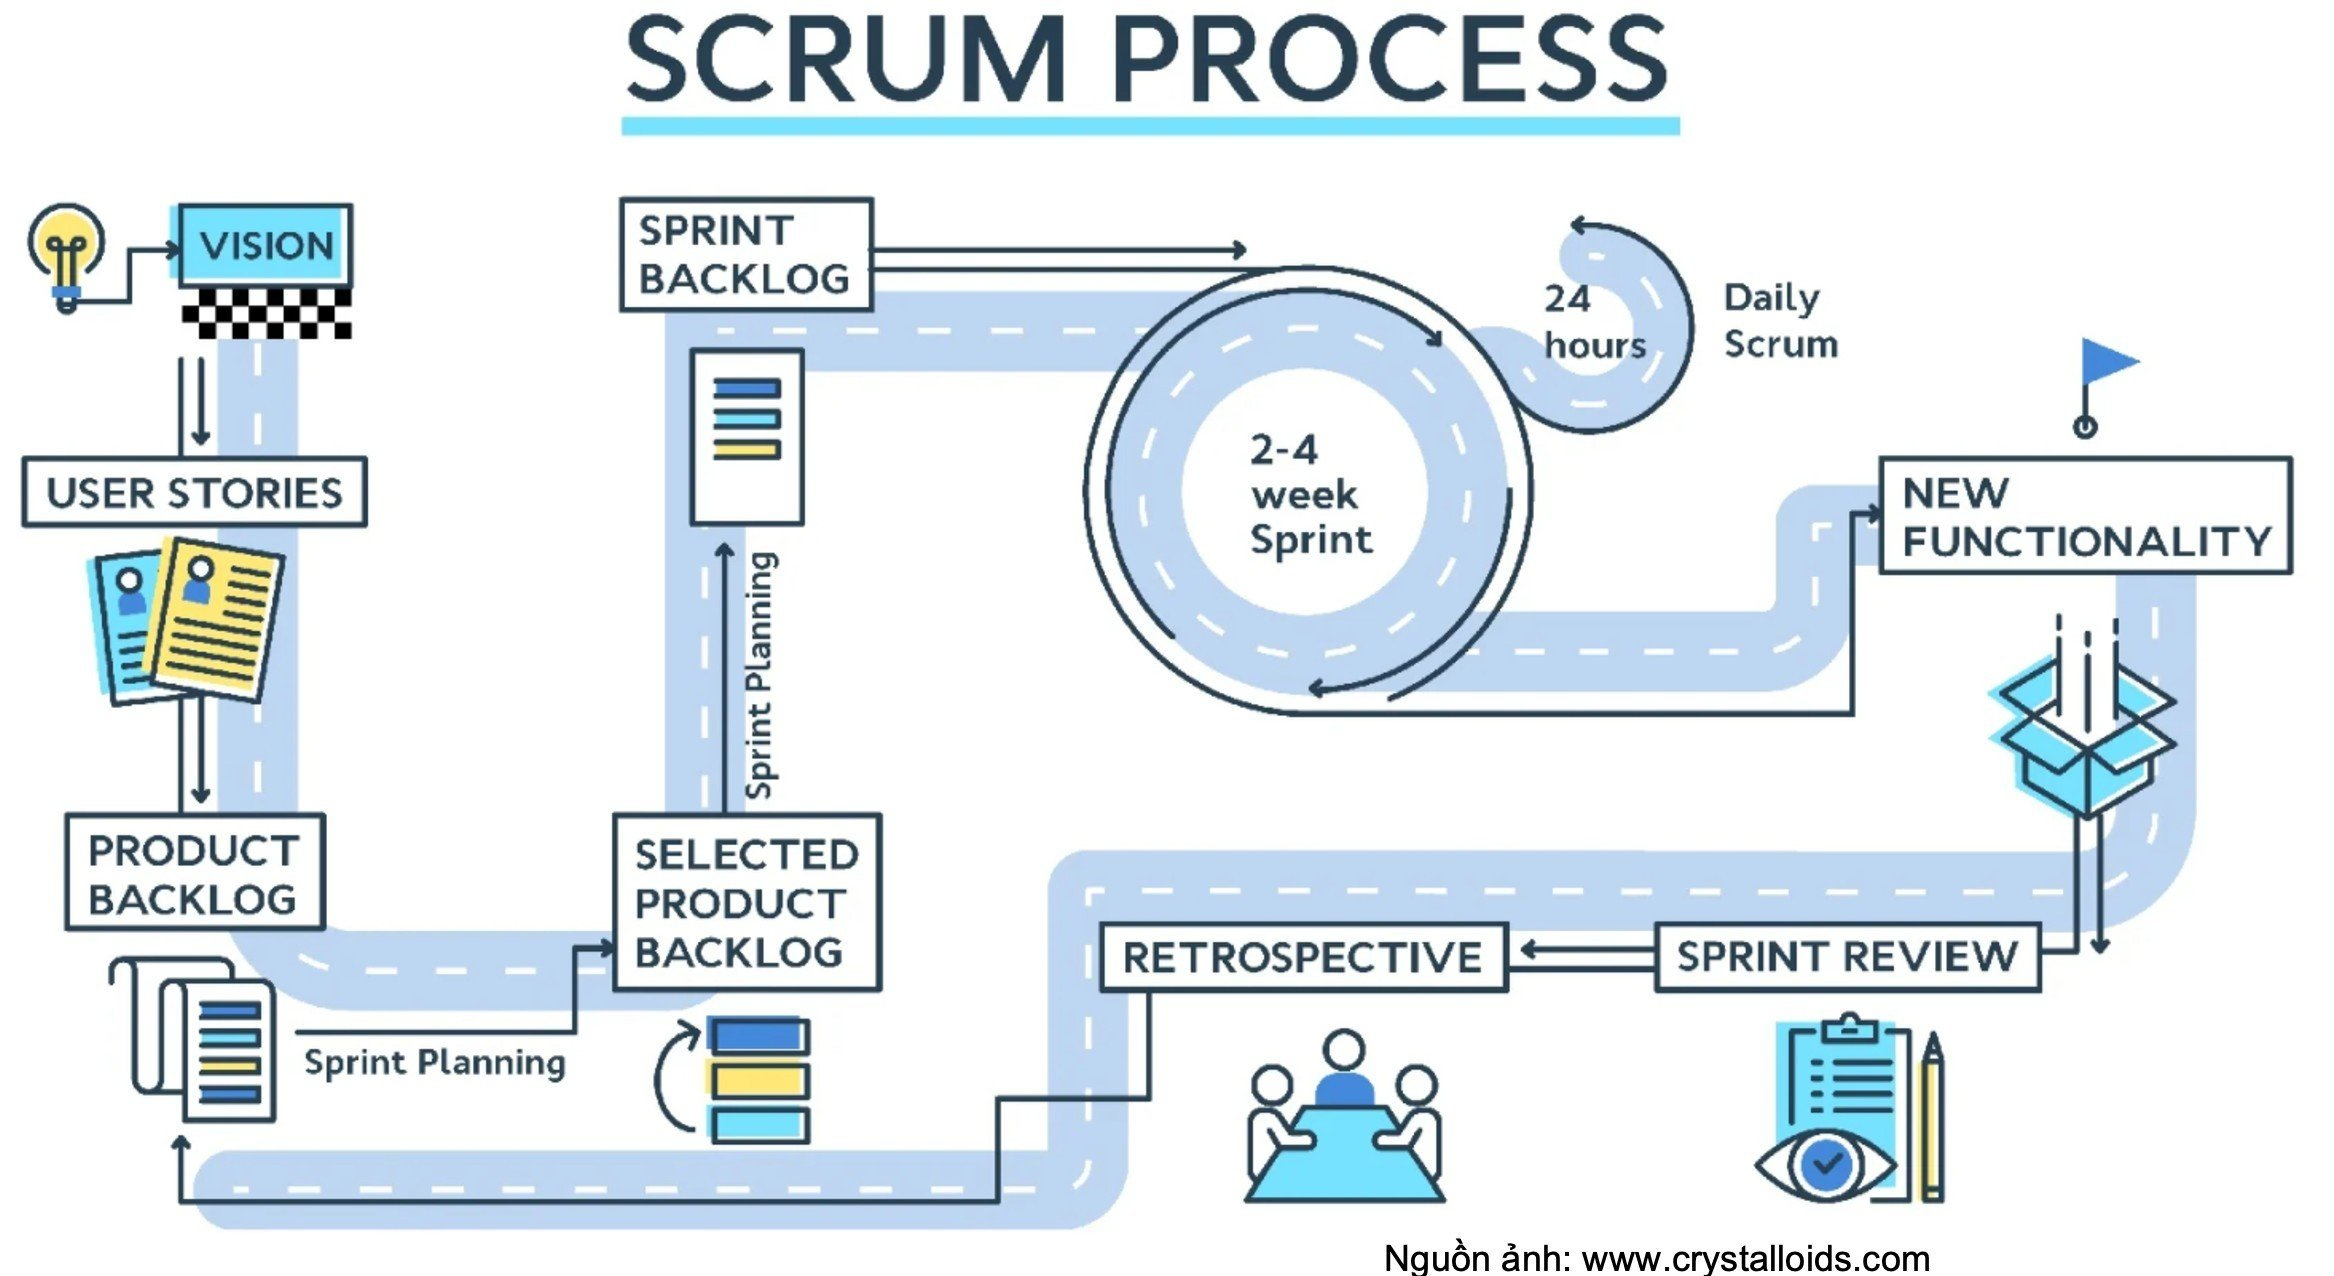 SCRUM PROCESS
VISION
USER STORIES
PRODUCT
BACKLOG
Sprint Planning
SELECTED
PRODUCT
BACKLOG
Sprint Planning
SPRINT
BACKLOG
2-4
week
Sprint
24
hours
Daily
Scrum
NEW
FUNCTIONALITY
SPRINT REVIEW
RETROSPECTIVE
Nguồn ảnh: www.crystalloids.com